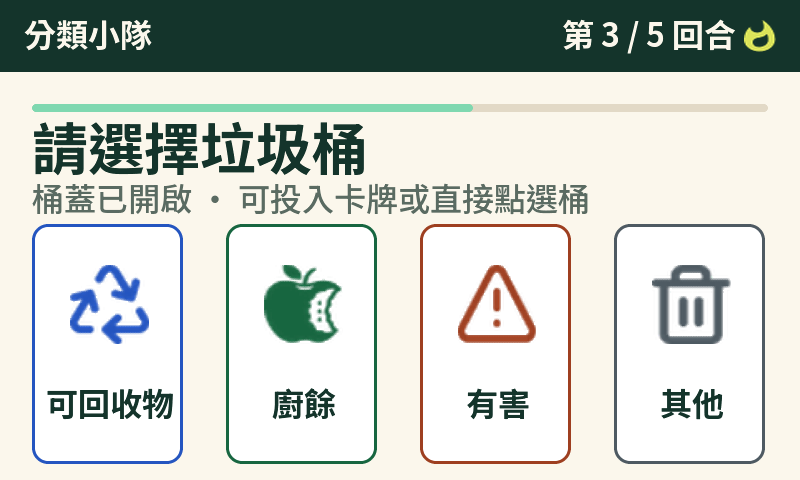 分類小隊
第 3 / 5 回合
請選擇垃圾桶
桶蓋已開啟 · 可投入卡牌或直接點選桶
可回收物
廚餘
有害
其他